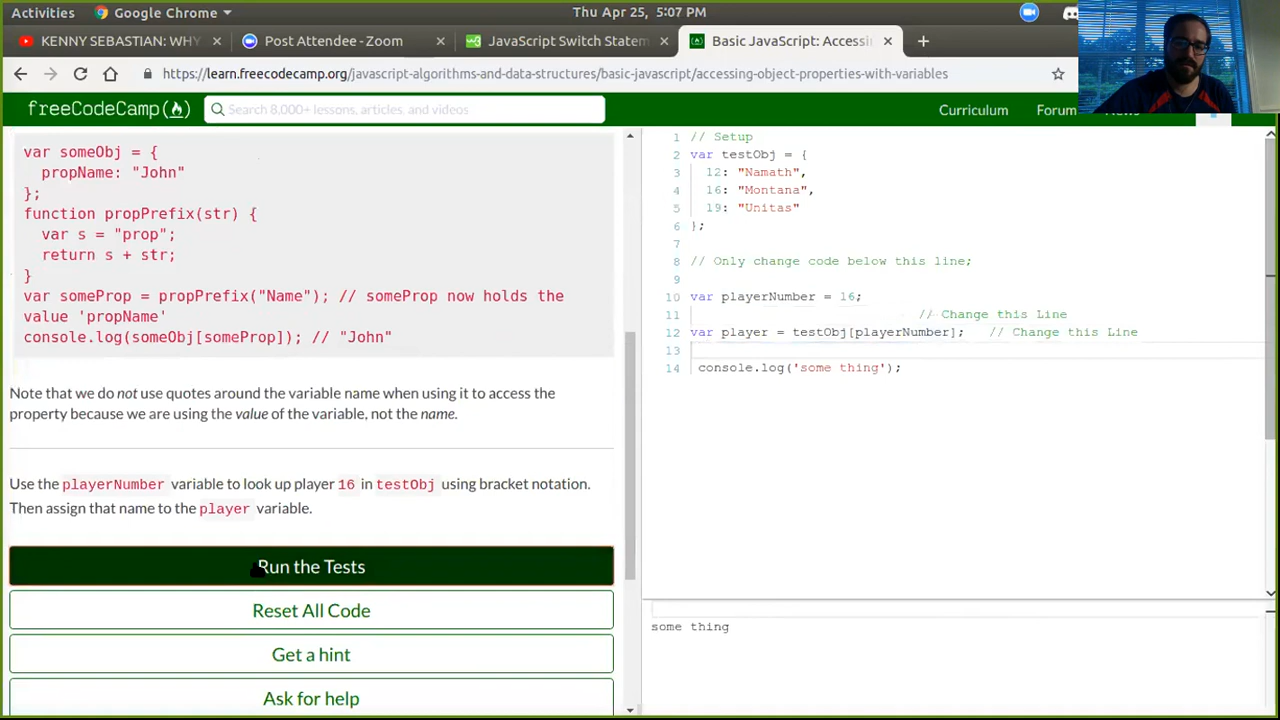 Activities
Google Chrome
Thu Apr 25, 5:07 PM
KENNY SEBASTIAN: WHY
Post Attendee - Zo
JavaScript Switch Statem
Basic JavaScript: Accessi
https://learn.freecodecamp.org/javascript-algorithms-and-data-structures/basic-javascript/accessing-object-properties-with-variables
freeCodeCamp
Search 8,000+ lessons, articles, and videos
Curriculum
Forum
var someObj = {
propName: "John"
};
function propPrefix(str) {
var s = "prop";
return s + str;
}
var someProp = propPrefix("Name"); // someProp now holds the
value 'propName'
console.log(someObj[someProp]); // "John"
Note that we do not use quotes around the variable name when using it to access the
property because we are using the value of the variable, not the name.
Use the playerNumber variable to look up player 16 in testObj using bracket notation.
Then assign that name to the player variable.
Run the Tests
Reset All Code
Get a hint
Ask for help
1 // Setup
2 var testObj = {
3 12: "Namath",
4 16: "Montana",
5 19: "Unitas"
6 };
7
8 // Only change code below this line;
9
10 var playerNumber = 16;
11 // Change this Line
12 var player = testObj[playerNumber]; // Change this Line
13
14 console.log('some thing');
some thing